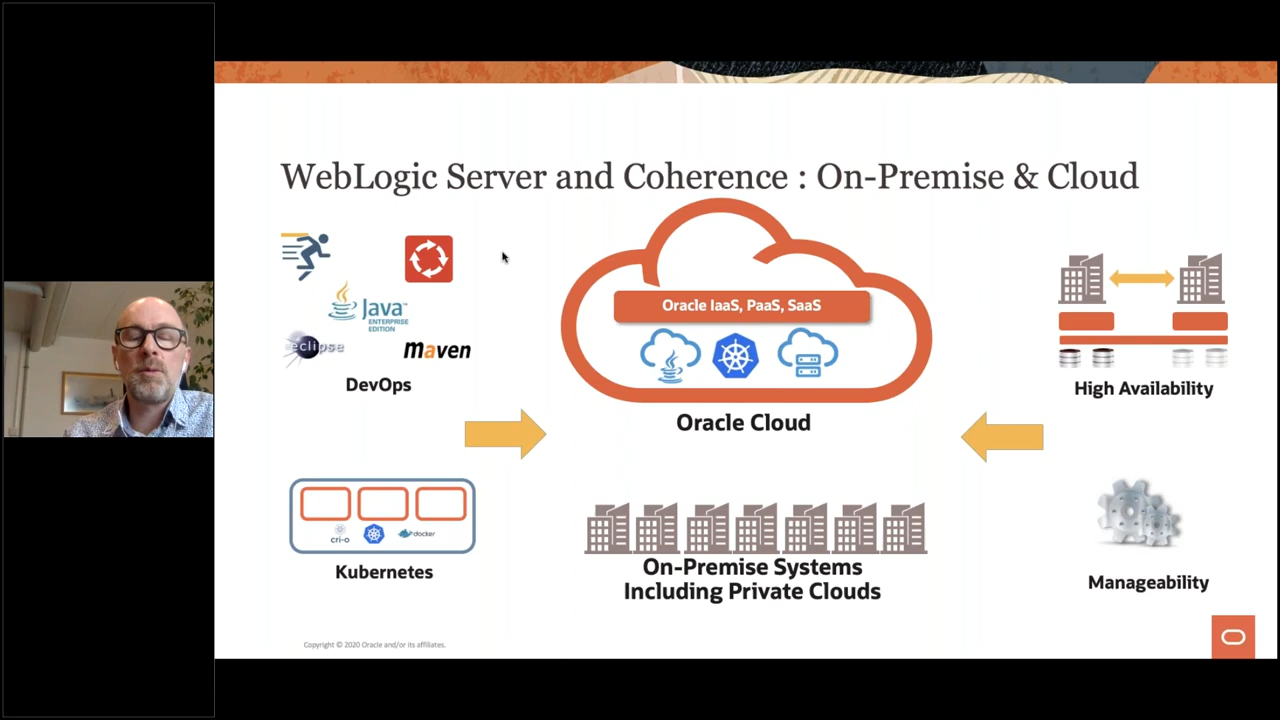 WebLogic Server and Coherence : On-Premise & Cloud
Java™
ENTERPRISE
EDITION
eclipse
maven
DevOps
Oracle IaaS, PaaS, SaaS
Oracle Cloud
High Availability
cri-o
docker
Kubernetes
On-Premise Systems
Including Private Clouds
Manageability
Copyright © 2020 Oracle and/or its affiliates.